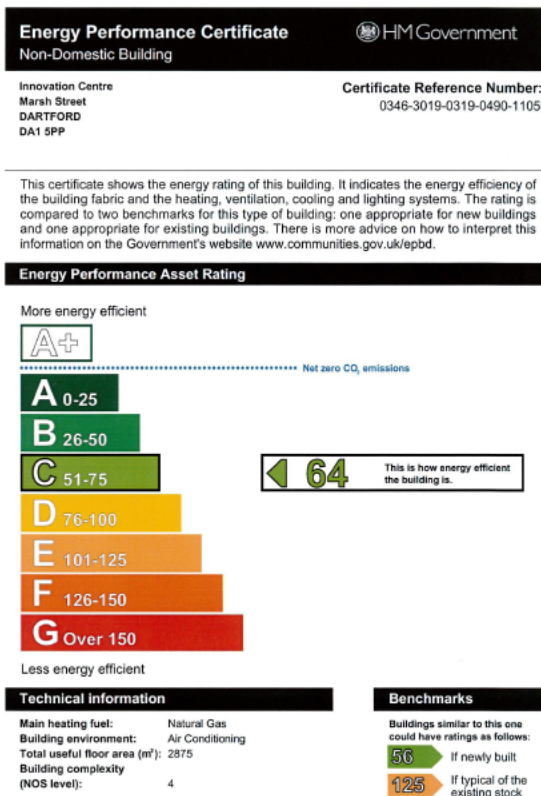 Energy Performance Certificate
HM Government
Non-Domestic Building
Innovation Centre
Marsh Street
DARTFORD
DA1 5PP
Certificate Reference Number:
0346-3019-0319-0490-1105
This certificate shows the energy rating of this building. It indicates the energy efficiency of
the building fabric and the heating, ventilation, cooling and lighting systems. The rating is
compared to two benchmarks for this type of building: one appropriate for new buildings
and one appropriate for existing buildings. There is more advice on how to interpret this
information on the Government's website www.communities.gov.uk/epbd.
Energy Performance Asset Rating
More energy efficient
A+
Net zero CO₂ emissions
A 0-25
B 26-50
C 51-75
64
This is how energy efficient
the building is.
D 76-100
E 101-125
F 126-150
G Over 150
Less energy efficient
Technical information
Main heating fuel: Natural Gas
Building environment: Air Conditioning
Total useful floor area (m²): 2875
Building complexity
(NOS level): 4
Benchmarks
Buildings similar to this one
could have ratings as follows:
56 If newly built
125 If typical of the
existing stock